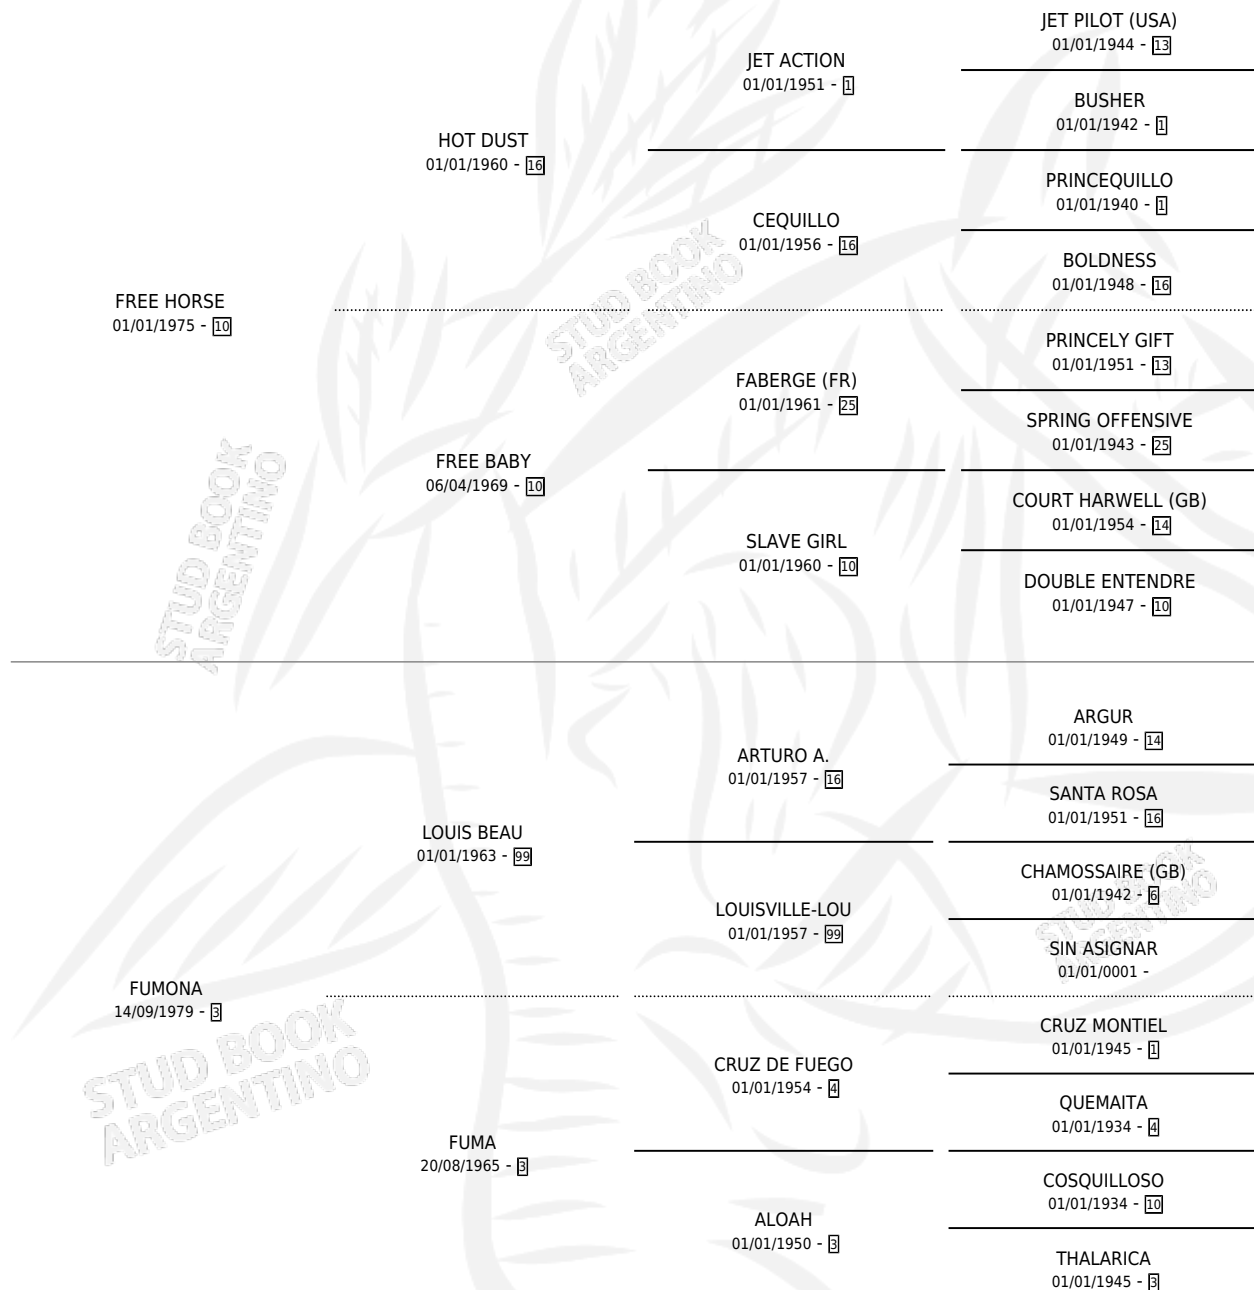 JET PILOT (USA)
01/01/1944 - 13
JET ACTION
01/01/1951 - 1
BUSHER
01/01/1942 - 1
HOT DUST
01/01/1960 - 16
PRINCEQUILLO
01/01/1940 - 1
CEQUILLO
01/01/1956 - 16
BOLDNESS
01/01/1948 - 16
FREE HORSE
01/01/1975 - 10
PRINCELY GIFT
01/01/1951 - 13
FABERGE (FR)
01/01/1961 - 25
SPRING OFFENSIVE
01/01/1943 - 25
FREE BABY
06/04/1969 - 10
COURT HARWELL (GB)
01/01/1954 - 14
SLAVE GIRL
01/01/1960 - 10
DOUBLE ENTENDRE
01/01/1947 - 10
ARGUR
01/01/1949 - 14
ARTURO A.
01/01/1957 - 16
SANTA ROSA
01/01/1951 - 16
LOUIS BEAU
01/01/1963 - 99
CHAMOSSAIRE (GB)
01/01/1942 - 6
LOUISVILLE-LOU
01/01/1957 - 99
SIN ASIGNAR
01/01/0001 -
FUMONA
14/09/1979 - 3
CRUZ MONTIEL
01/01/1945 - 1
CRUZ DE FUEGO
01/01/1954 - 4
QUEMAITA
01/01/1934 - 4
FUMA
20/08/1965 - 3
COSQUILLOSO
01/01/1934 - 10
ALOAH
01/01/1950 - 3
THALARICA
01/01/1945 - 3
STUD BOOK
ARGENTINO
STUD BOOK
ARGENTINO
STUD BOOK
ARGENTINO
STUD BOOK
ARGENTINO